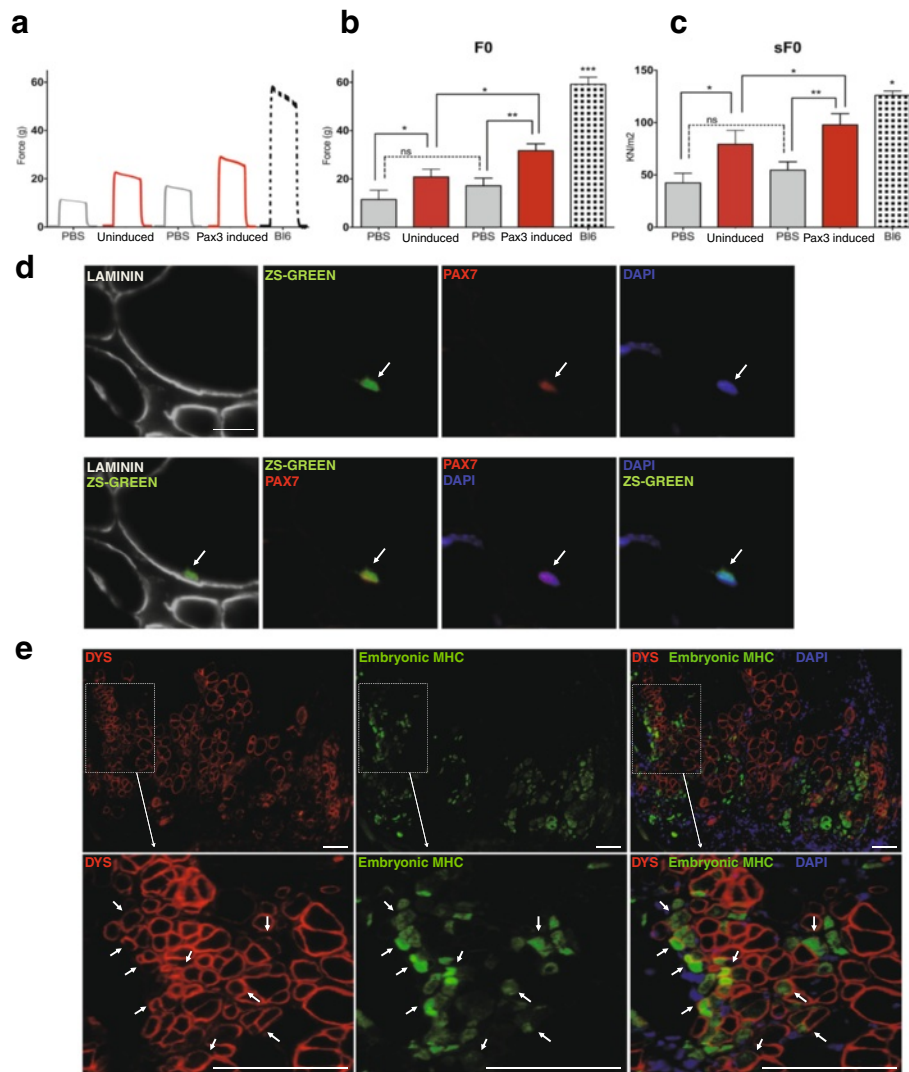 a
60
40
20
0
Force (g)
PBS Uninduced PBS Pax3 induced Bl6
b
F0
60
40
20
0
Force (g)
***
*
* **
ns
PBS Uninduced PBS Pax3 induced Bl6
c
sF0
150
100
50
0
KN/m2
*
*
* **
ns
PBS Uninduced PBS Pax3 induced Bl6
d
LAMININ ZS-GREEN PAX7 DAPI
LAMININ ZS-GREEN PAX7 DAPI
ZS-GREEN PAX7 DAPI ZS-GREEN
e
DYS Embryonic MHC DYS Embryonic MHC DAPI
DYS Embryonic MHC DYS Embryonic MHC DAPI